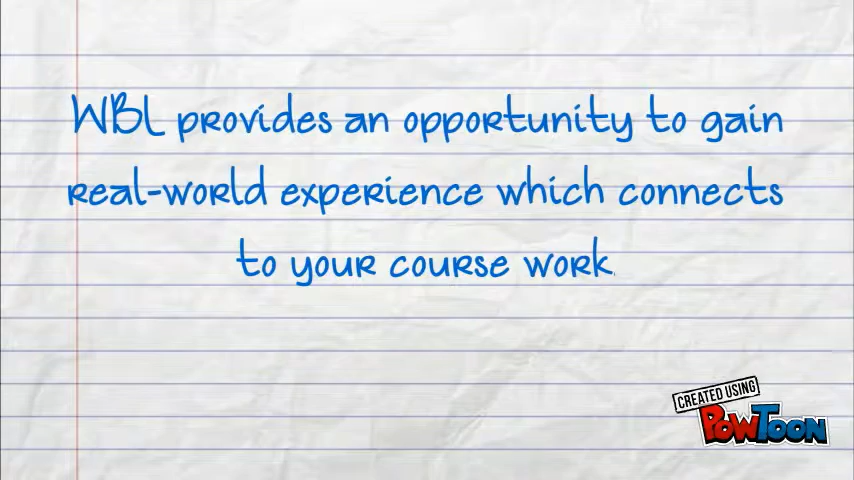 WBL provides an opportunity to gain
real-world experience which connects
to your course work.
CREATED USING
POWTOON